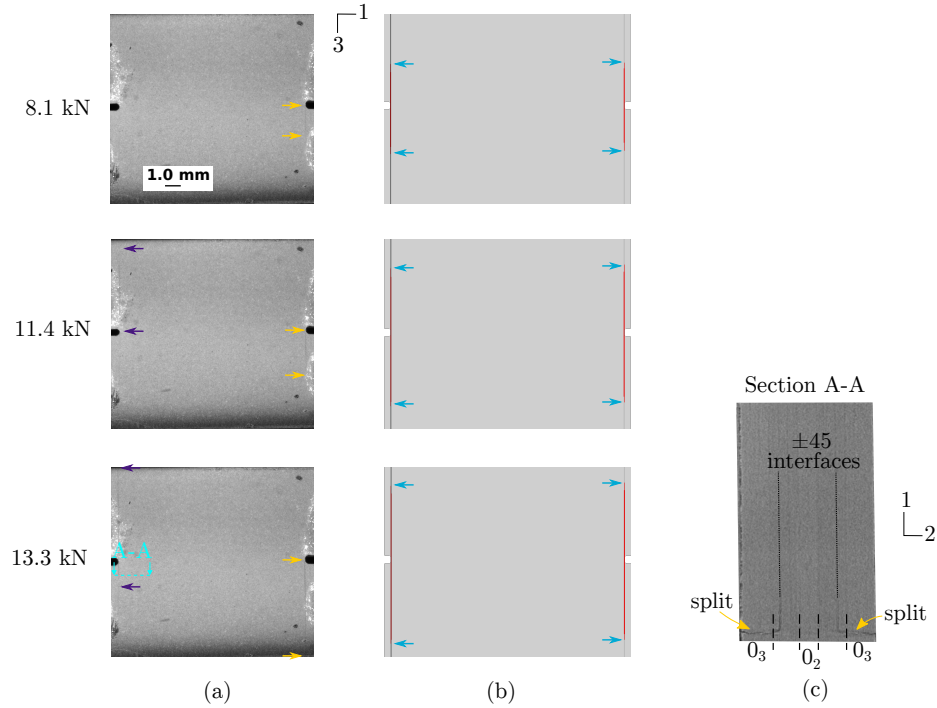 1
3
8.1 kN
1.0 mm
11.4 kN
Section A-A
±45
interfaces
1
2
13.3 kN
A-A
split
split
0₃
0₂
0₃
(a)
(b)
(c)